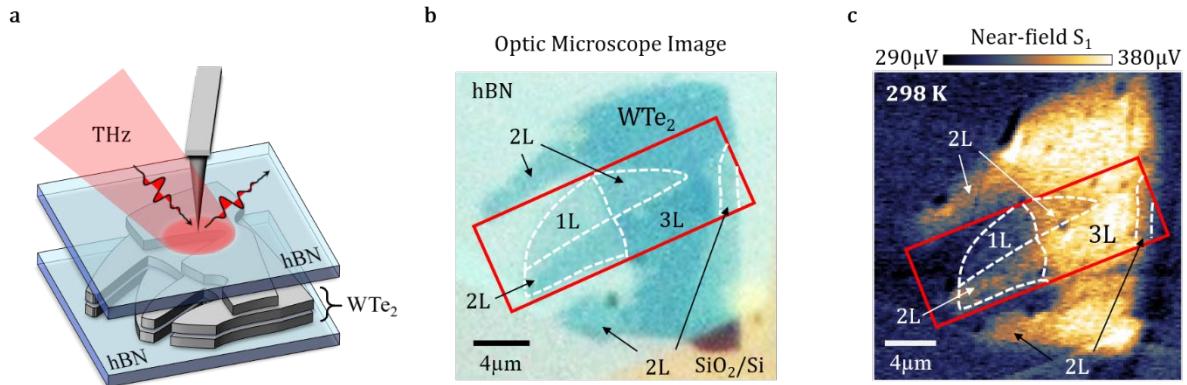 a
THz
hBN
hBN
WTe₂
b
Optic Microscope Image
hBN
WTe₂
2L
1L
3L
2L
2L
4μm
SiO₂/Si
c
Near-field S₁
290μV
380μV
298 K
2L
1L
3L
2L
2L
4μm